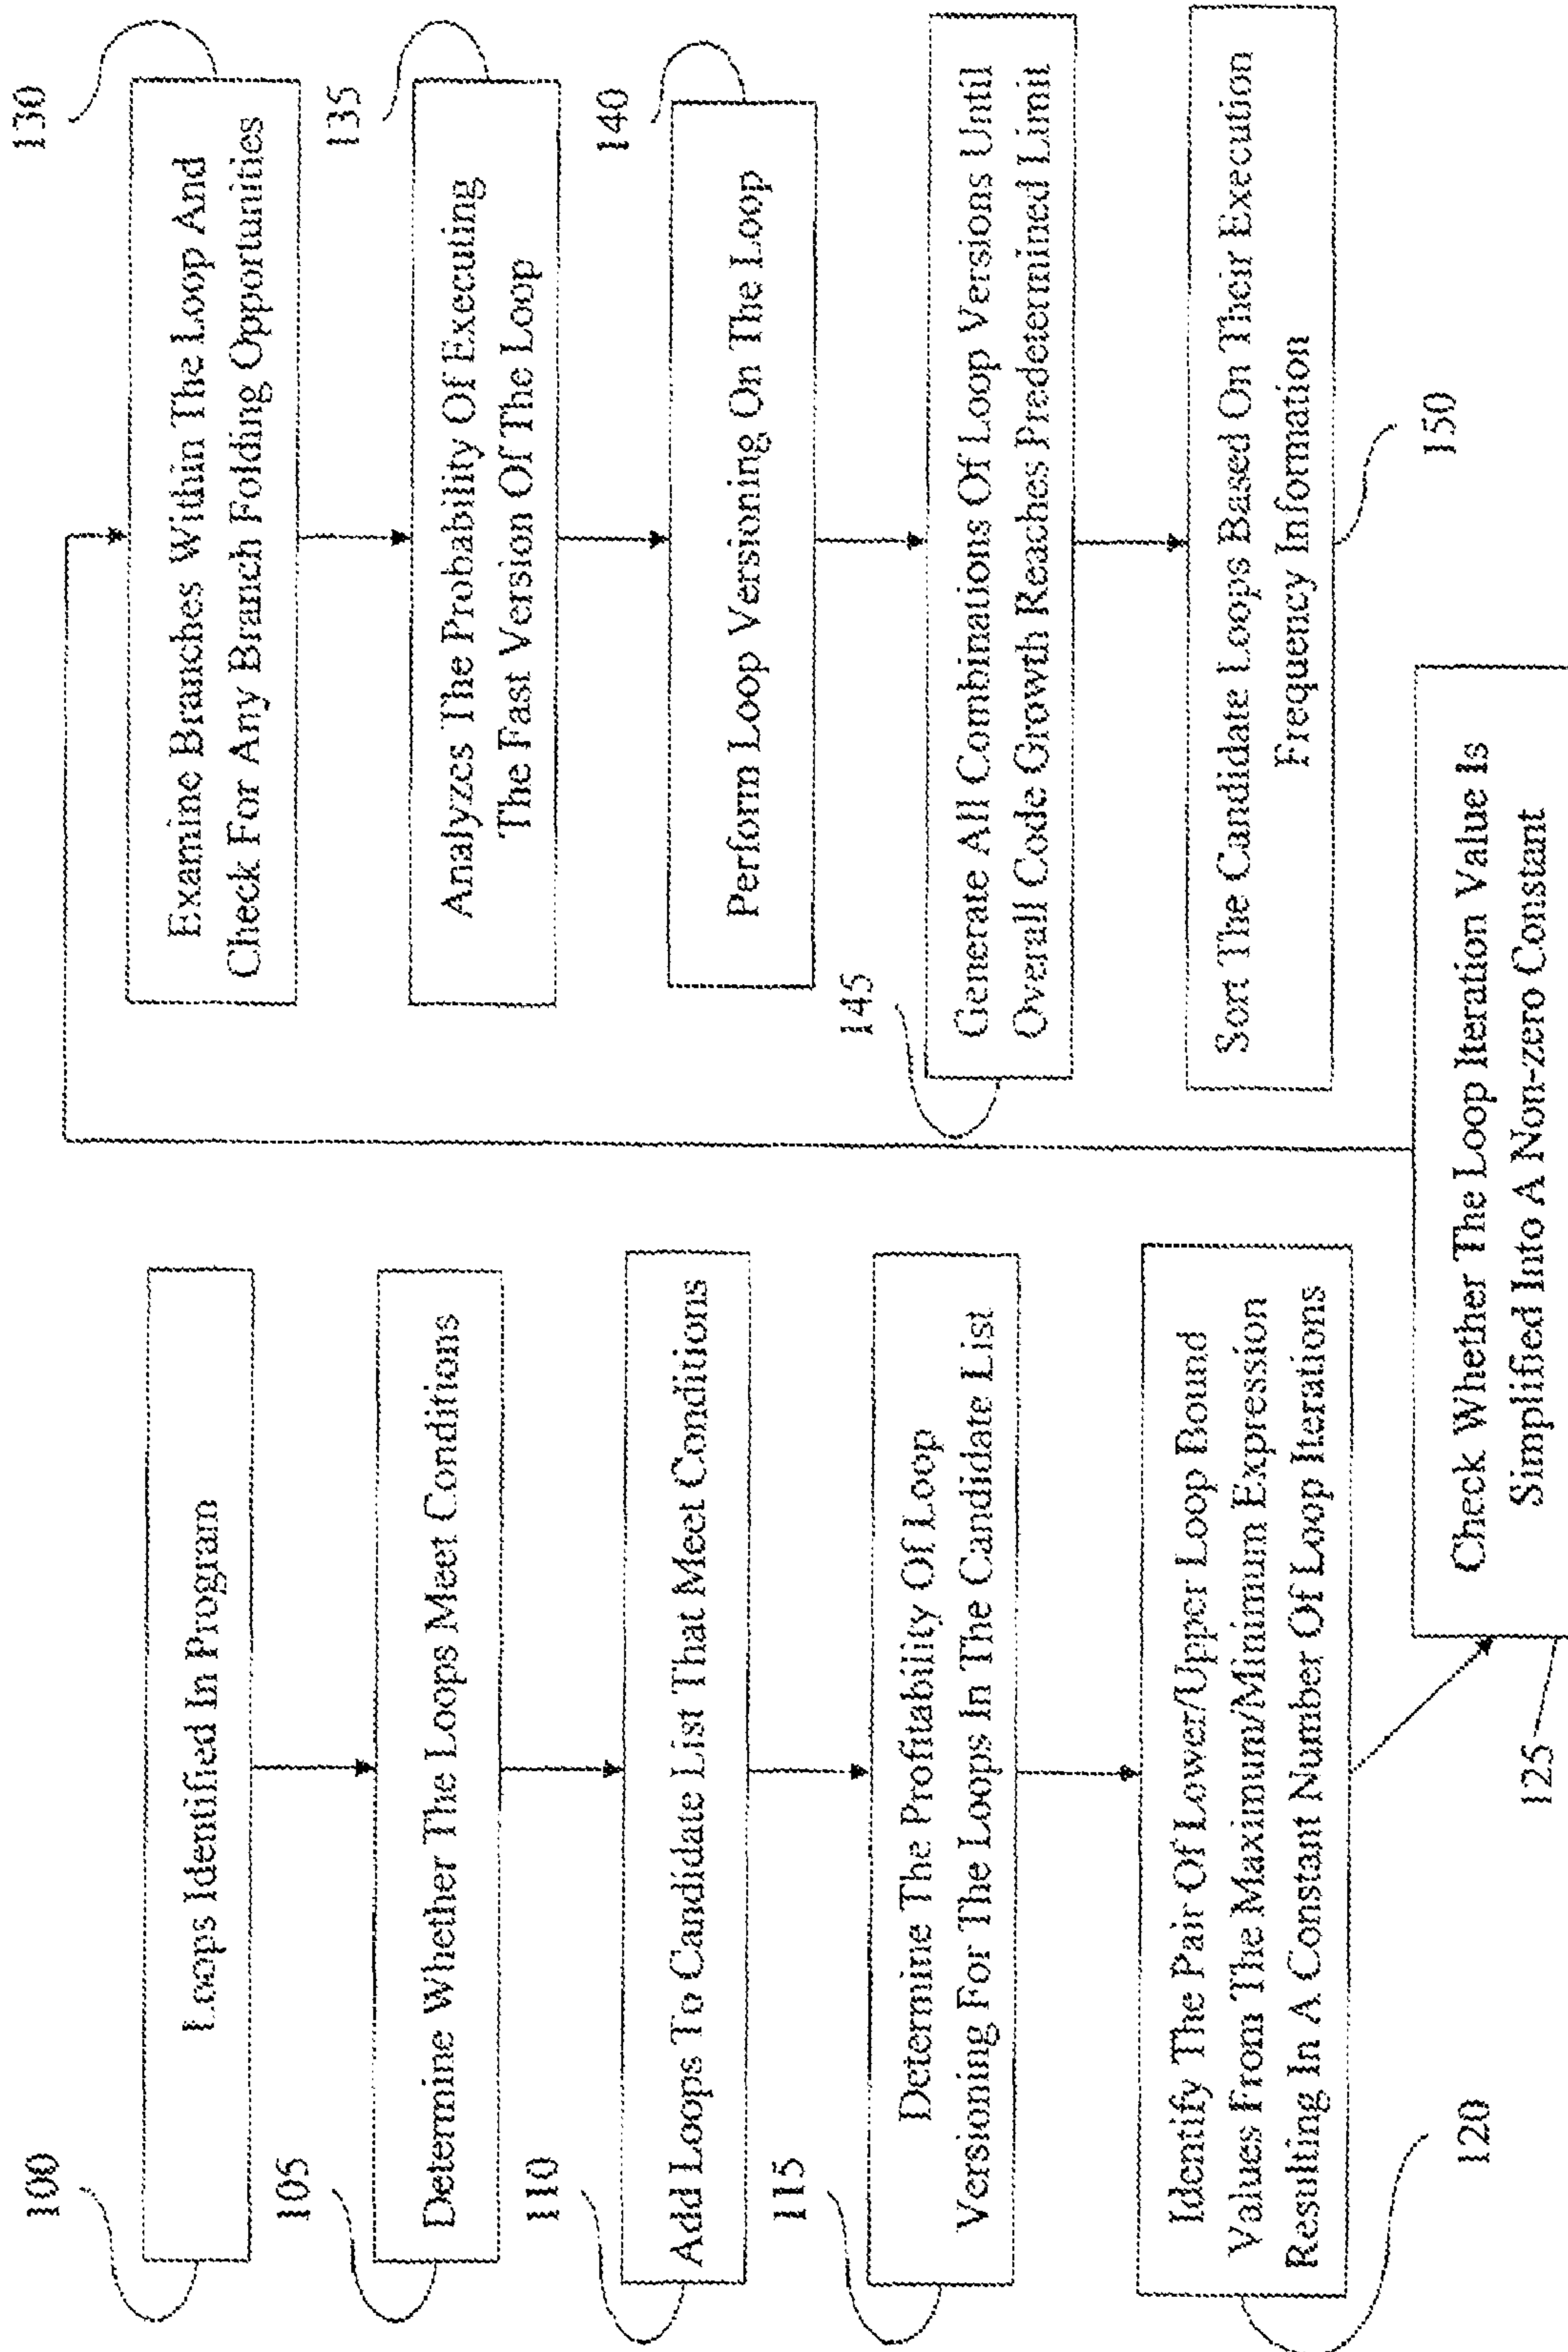 100
Loops Identified In Program
105
Determine Whether The Loops Meet Conditions
110
Add Loops To Candidate List That Meet Conditions
115
Determine The Profitability Of Loop
Versioning For The Loops In The Candidate List
Identify The Pair Of Lower/Upper Loop Bound
Values From The Maximum/Minimum Expression
Resulting In A Constant Number Of Loop Iterations
120
125
Check Whether The Loop Iteration Value Is
Simplified Into A Non-zero Constant
130
Examine Branches Within The Loop And
Check For Any Branch Folding Opportunities
135
Analyzes The Probability Of Executing
The Fast Version Of The Loop
140
Perform Loop Versioning On The Loop
145
Generate All Combinations Of Loop Versions Until
Overall Code Growth Reaches Predetermined Limit
Sort The Candidate Loops Based On Their Execution
Frequency Information
150